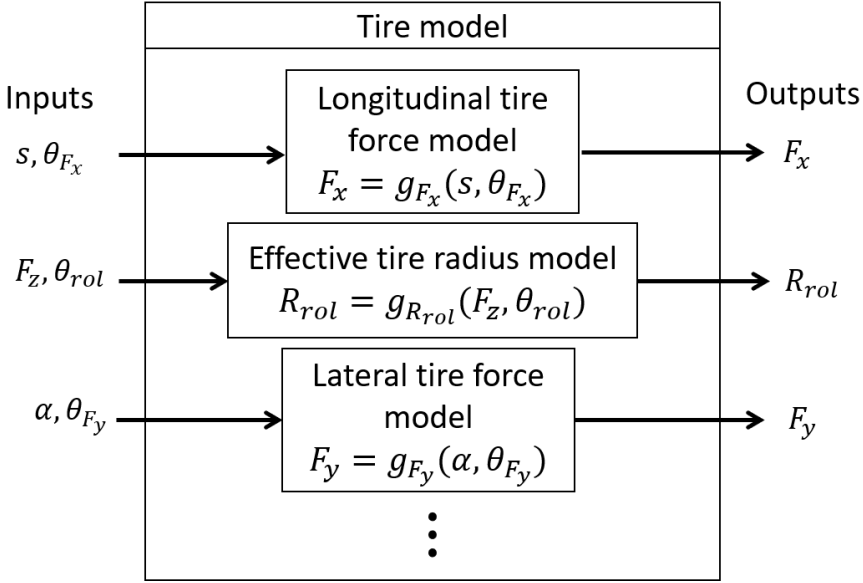 Tire model
Inputs
Outputs
Longitudinal tire
force model
F_x = g_{F_x}(s, θ_{F_x})
s, θ_{F_x}
F_x
Effective tire radius model
R_{rol} = g_{R_{rol}}(F_z, θ_{rol})
F_z, θ_{rol}
R_{rol}
Lateral tire force
model
F_y = g_{F_y}(α, θ_{F_y})
α, θ_{F_y}
F_y
⋮